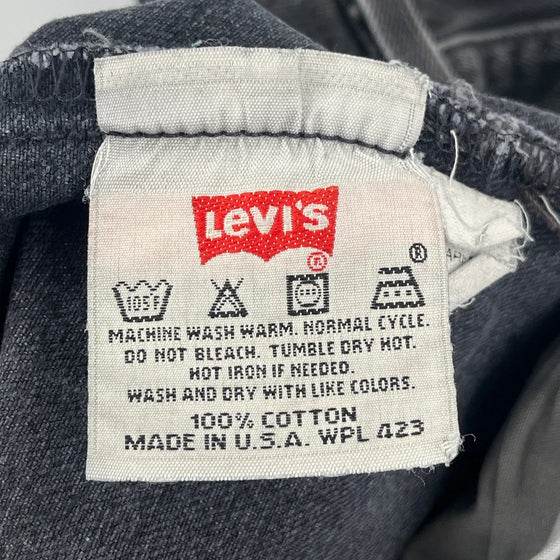 LEVI'S
®
105F
MACHINE WASH WARM. NORMAL CYCLE.
DO NOT BLEACH. TUMBLE DRY HOT.
HOT IRON IF NEEDED.
WASH AND DRY WITH LIKE COLORS.
100% COTTON
MADE IN U.S.A. WPL 423